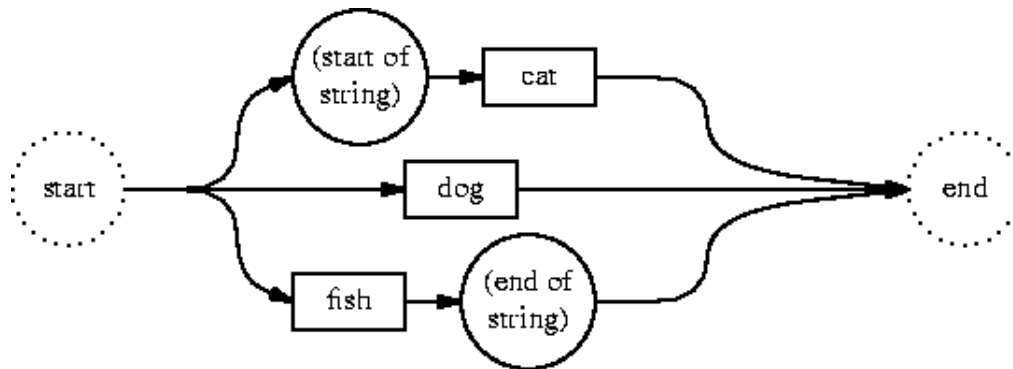 (start of
string)
cat
start
dog
end
fish
(end of
string)